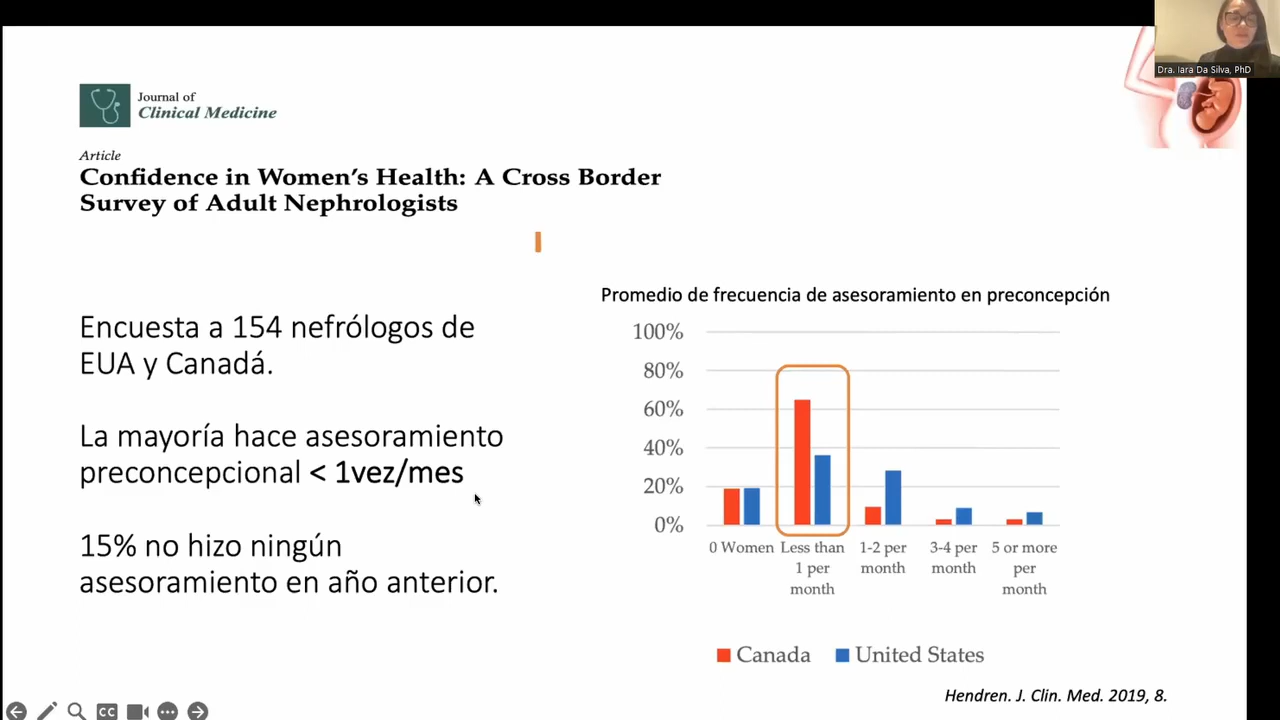 Dra. Iara Da Silva, PhD
Journal of
Clinical Medicine
Article
Confidence in Women's Health: A Cross Border
Survey of Adult Nephrologists
Encuesta a 154 nefrólogos de
EUA y Canadá.
La mayoría hace asesoramiento
preconcepcional < 1vez/mes
15% no hizo ningún
asesoramiento en año anterior.
Promedio de frecuencia de asesoramiento en preconcepción
100%
80%
60%
40%
20%
0%
0 Women
Less than
1 per
month
1-2 per
month
3-4 per
month
5 or more
per
month
Canada
United States
Hendren. J. Clin. Med. 2019, 8.
CC